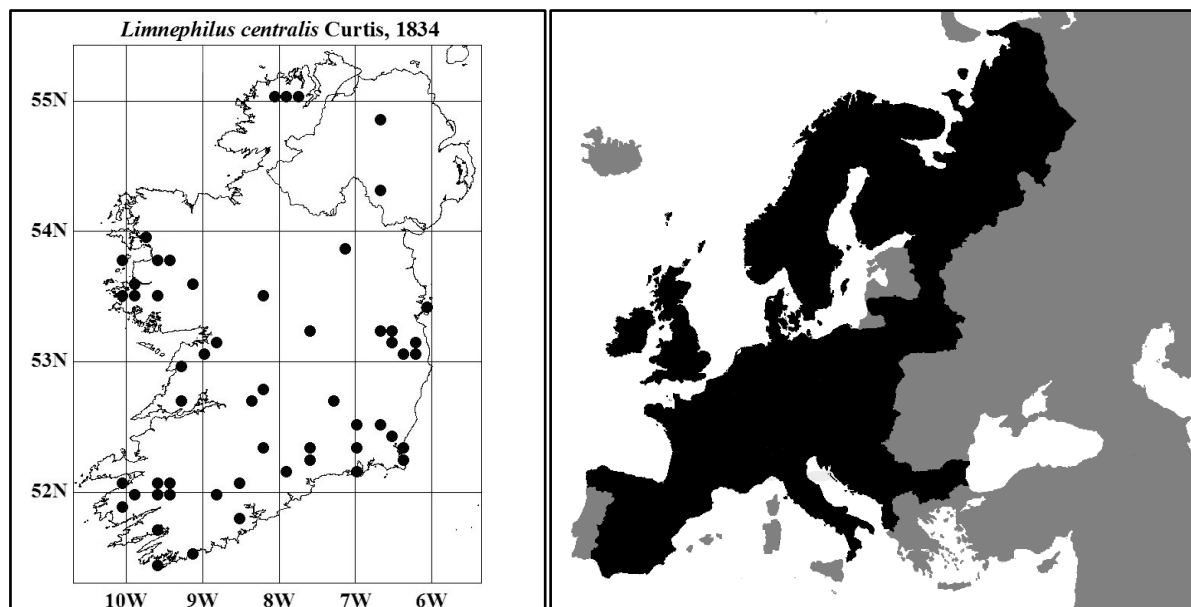 Limnephilus centralis Curtis, 1834
55N
54N
53N
52N
10W 9W 8W 7W 6W